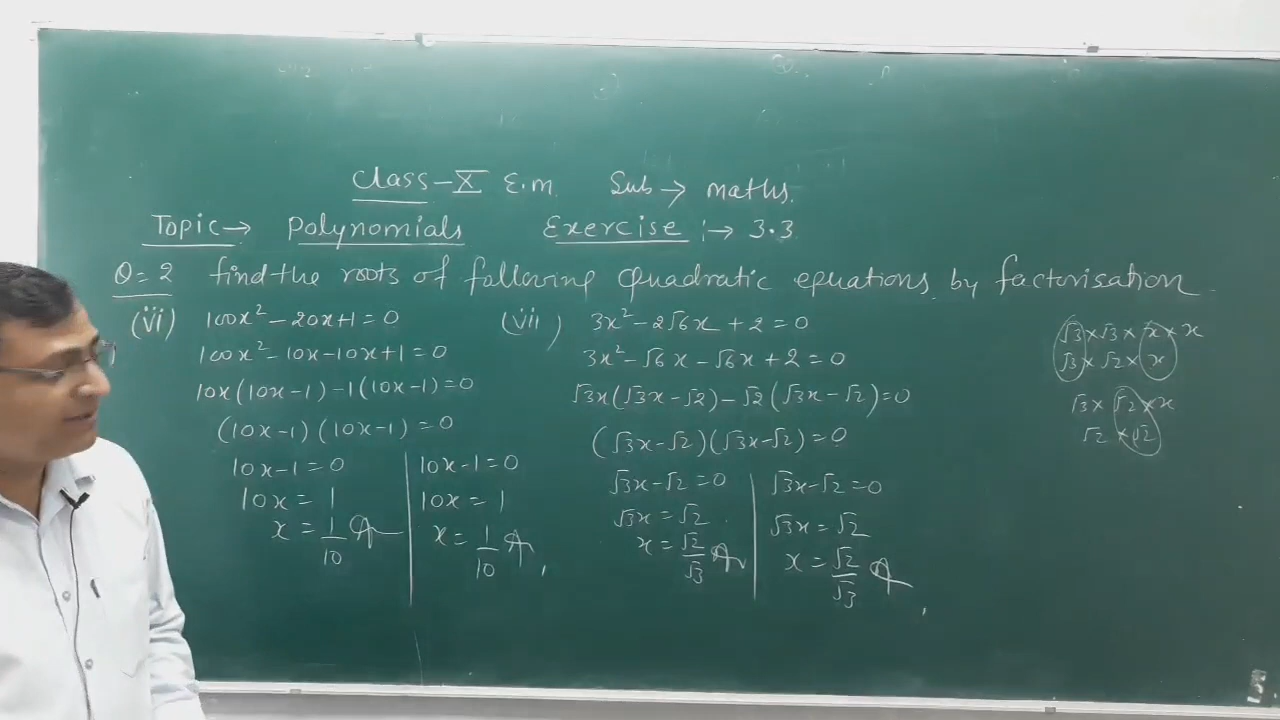 Class-X E.m. Sub→ maths.
Topic→ Polynomials Exercise :→ 3.3
Q=2 find the roots of following quadratic equations by factorisation
(vi) 100x²-20x+1=0
100x²-10x-10x+1=0
10x(10x-1)-1(10x-1)=0
(10x-1)(10x-1)=0
10x-1=0 10x-1=0
10x=1 10x=1
x=1/10 x=1/10
(vii) 3x²-2√6x+2=0
3x²-√6x-√6x+2=0
√3x(√3x-√2)-√2(√3x-√2)=0
(√3x-√2)(√3x-√2)=0
√3x-√2=0 √3x-√2=0
√3x=√2 √3x=√2
x=√2/√3 x=√2/√3
√3×√3×x×x
√3×√2×x
√3×√2×x
√2×√2